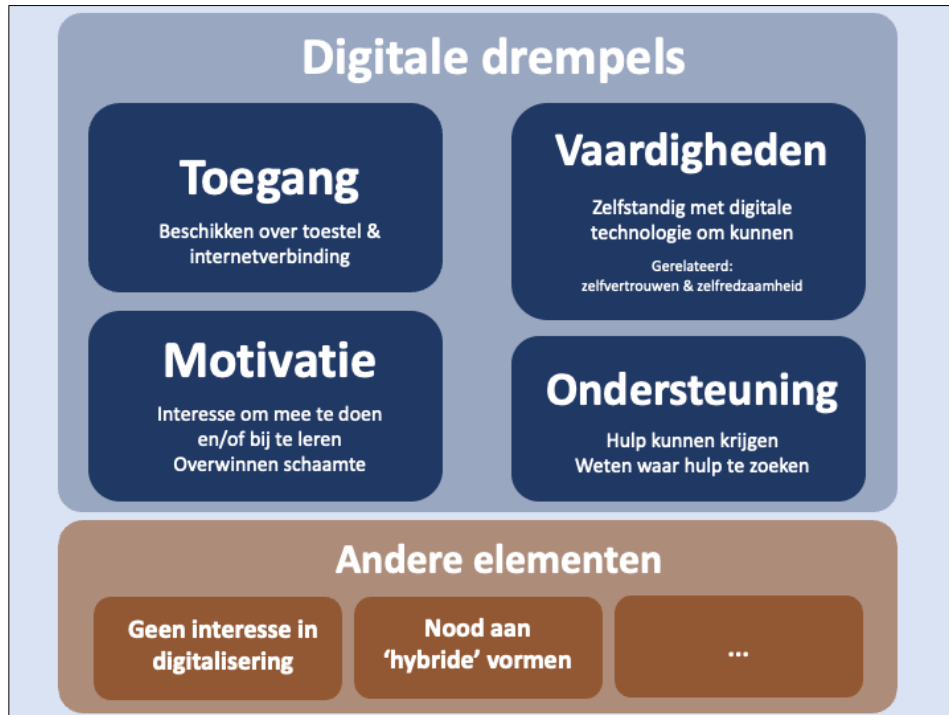 Digitale drempels
Toegang
Beschikken over toestel &
internetverbinding
Vaardigheden
Zelfstandig met digitale
technologie om kunnen
Gerelateerd:
zelfvertrouwen & zelfredzaamheid
Motivatie
Interesse om mee te doen
en/of bij te leren
Overwinnen schaamte
Ondersteuning
Hulp kunnen krijgen
Weten waar hulp te zoeken
Andere elementen
Geen interesse in
digitalisering
Nood aan
‘hybride’ vormen
...